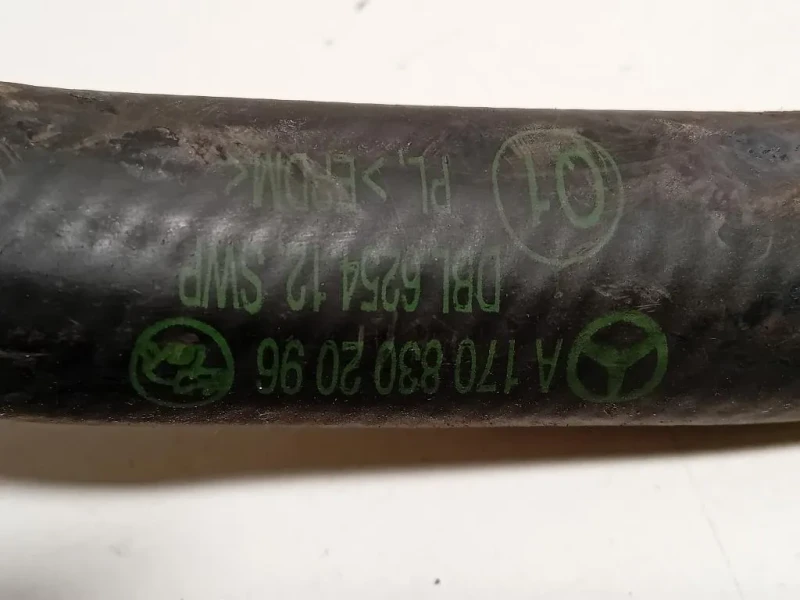 A 170 830 20 96
DBL 6254 12 SWP
01 PL, >EPDM<